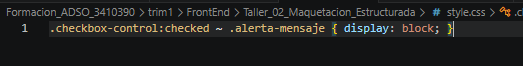 Formacion_ADSO_3410390 > trim1 > FrontEnd > Taller_02_Maquetacion_Estructurada > # style.css >
1 .checkbox-control:checked ~ .alerta-mensaje { display: block; }